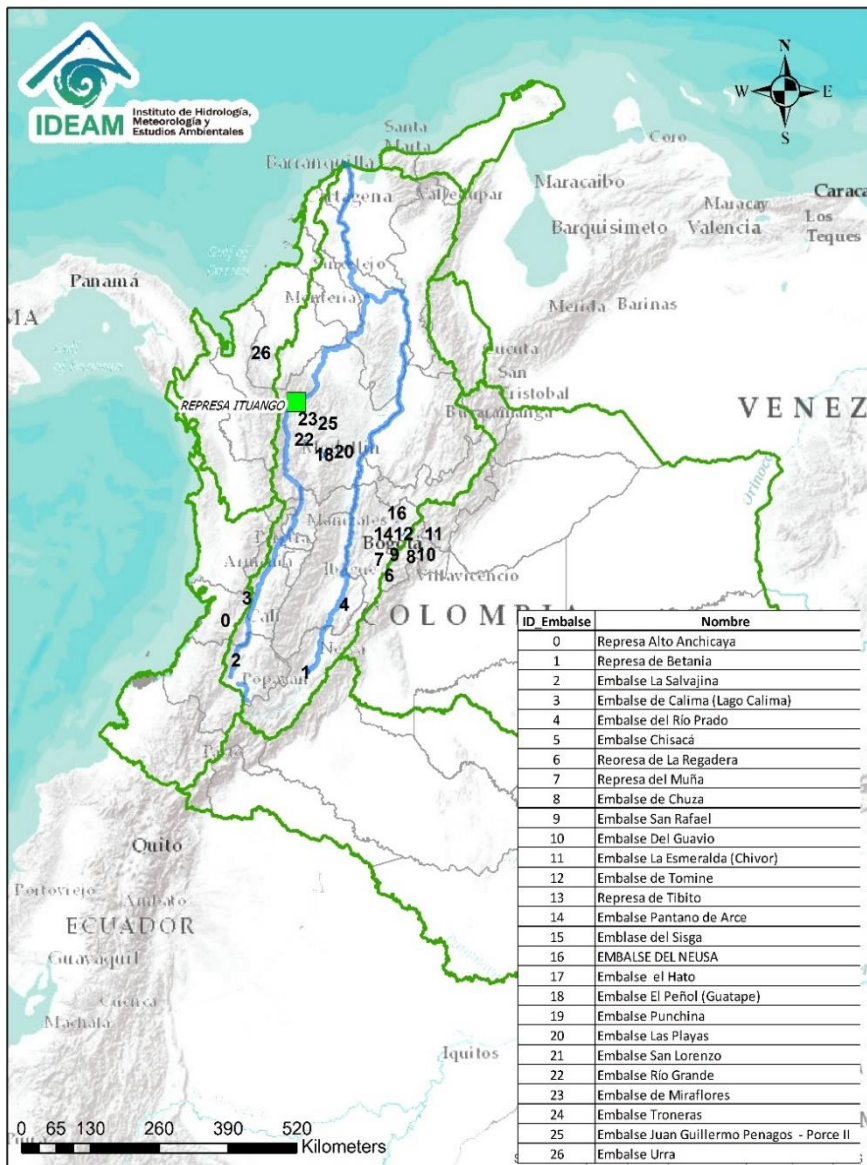 IDEAM
Instituto de Hidrología,
Meteorología y
Estudios Ambientales
N
W E
S
Santa
Marta
Coro
Barranquilla
Valledupar
Maracaibo
Caraca
Maracay
Barquisimeto Valencia
Los
Teques
Panamá
MA
Monteria
Merida Barinas
26
Cucuta
San
Cristobal
REPRESA ITUANGO
23 25
Bucaramanga
VENEZ
22
18 20
Orinoco
16
Manizales
14 12 11
Bogotá
7 9 8 10
Armenia
Ibague
6
Villavicencio
3
4
0
Cali
COLOMBIA
Neiva
2
1
Popayan
Quito
Portoviejo
Ambato
ECUADOR
Guayaquil
Cuenca
Machala
Iquitos
ID_Embalse Nombre
0 Represa Alto Anchicaya
1 Represa de Betania
2 Embalse La Salvajina
3 Embalse de Calima (Lago Calima)
4 Embalse del Río Prado
5 Embalse Chisacá
6 Reoresa de La Regadera
7 Represa del Muña
8 Embalse de Chuza
9 Embalse San Rafael
10 Embalse Del Guavio
11 Embalse La Esmeralda (Chivor)
12 Embalse de Tomine
13 Represa de Tibito
14 Embalse Pantano de Arce
15 Emblase del Sisga
16 EMBALSE DEL NEUSA
17 Embalse el Hato
18 Embalse El Peñol (Guatape)
19 Embalse Punchina
20 Embalse Las Playas
21 Embalse San Lorenzo
22 Embalse Río Grande
23 Embalse de Miraflores
24 Embalse Troneras
25 Embalse Juan Guillermo Penagos - Porce II
26 Embalse Urra
0 65 130 260 390 520
Kilometers